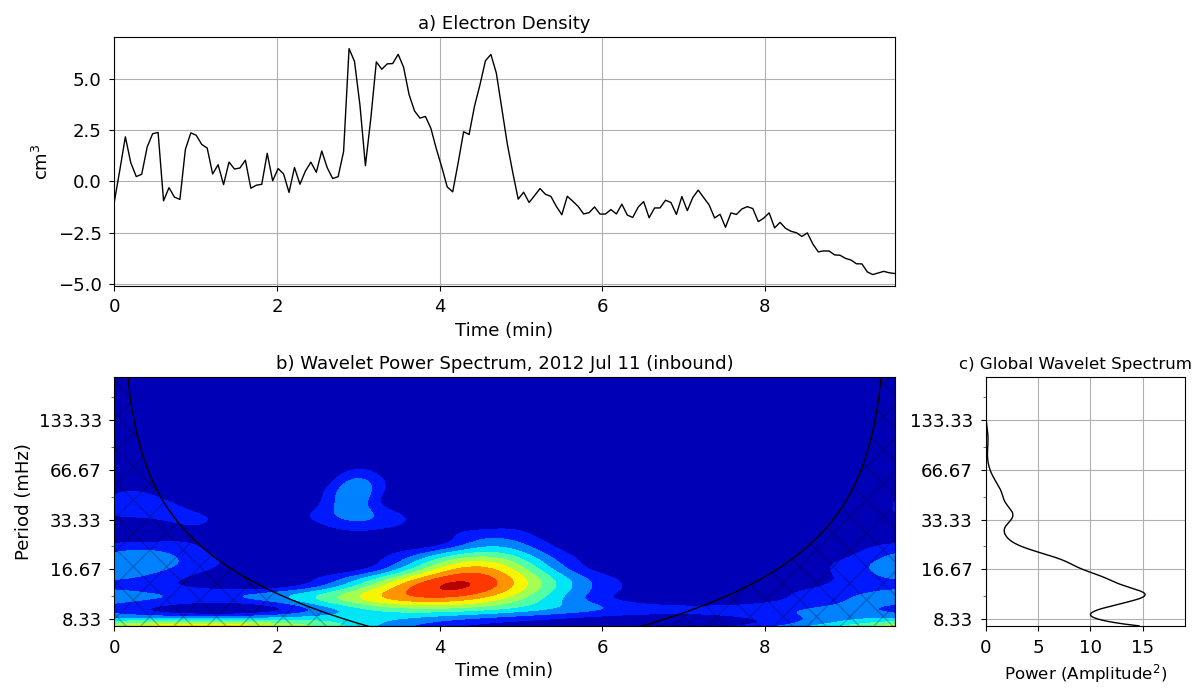 a) Electron Density
cm³
5.0
2.5
0.0
−2.5
−5.0
0 2 4 6 8
Time (min)
b) Wavelet Power Spectrum, 2012 Jul 11 (inbound)
Period (mHz)
133.33
66.67
33.33
16.67
8.33
0 2 4 6 8
Time (min)
c) Global Wavelet Spectrum
133.33
66.67
33.33
16.67
8.33
0 5 10 15
Power (Amplitude²)